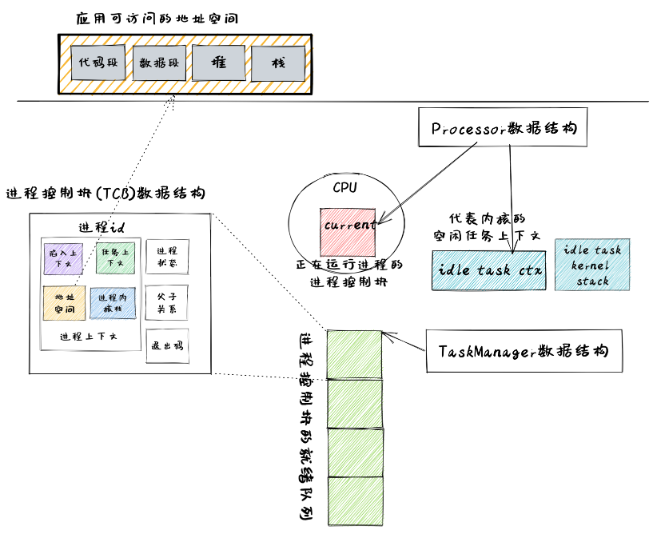 应用可访问的地址空间
代码段
数据段
堆
栈
Processor数据结构
进程控制块(TCB)数据结构
CPU
current
正在运行进程的
进程控制块
代表内核的
空闲任务上下文
idle task ctx
idle task
kernel
stack
进程id
陷入上
下文
任务上
下文
进程
状态
地址
空间
进程内
核栈
父子
关系
进程上下文
退出码
TaskManager数据结构
进程控制块的就绪队列